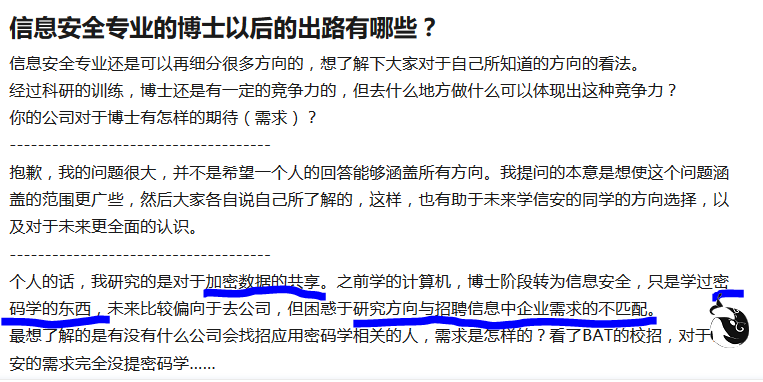 信息安全专业的博士以后的出路有哪些？
信息安全专业还是可以再细分很多方向的，想了解下大家对于自己所知道的方向的看法。
经过科研的训练，博士还是有一定的竞争力的，但去什么地方做什么可以体现出这种竞争力？
你的公司对于博士有怎样的期待（需求）？
-------------------------------------
抱歉，我的问题很大，并不是希望一个人的回答能够涵盖所有方向。我提问的本意是想使这个问题涵
盖的范围更广些，然后大家各自说自己所了解的，这样，也有助于未来学信安的同学的方向选择，以
及对于未来更全面的认识。
-------------------------------------
个人的话，我研究的是对于加密数据的共享。之前学的计算机，博士阶段转为信息安全，只是学过密
码学的东西，未来比较偏向于去公司，但困惑于研究方向与招聘信息中企业需求的不匹配。
最想了解的是有没有什么公司会找招应用密码学相关的人，需求是怎样的？看了BAT的校招，对于
安的需求完全没提密码学……